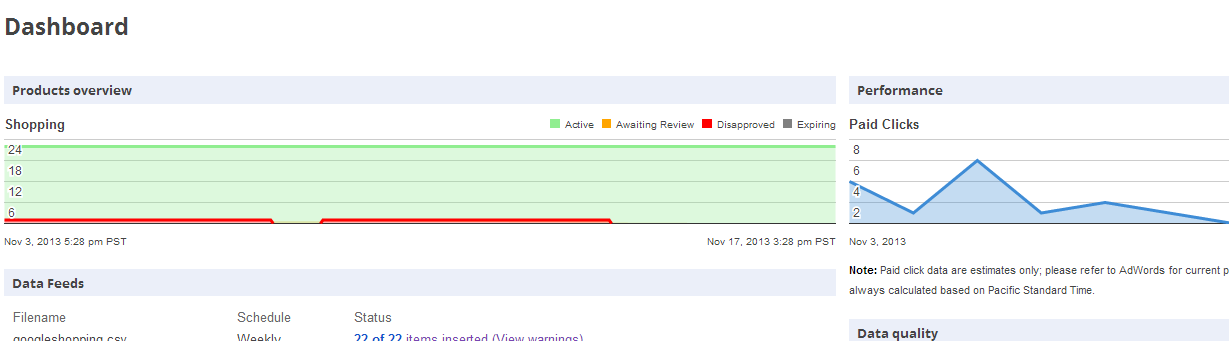 Dashboard
Products overview
Shopping
Active Awaiting Review Disapproved Expiring
24
18
12
6
Nov 3, 2013 5:28 pm PST Nov 17, 2013 3:28 pm PST
Data Feeds
Filename Schedule Status
googleshopping.csv Weekly 22 of 22 items inserted (View warnings)
Performance
Paid Clicks
8
6
4
2
Nov 3, 2013
Note: Paid click data are estimates only; please refer to AdWords for current p
always calculated based on Pacific Standard Time.
Data quality